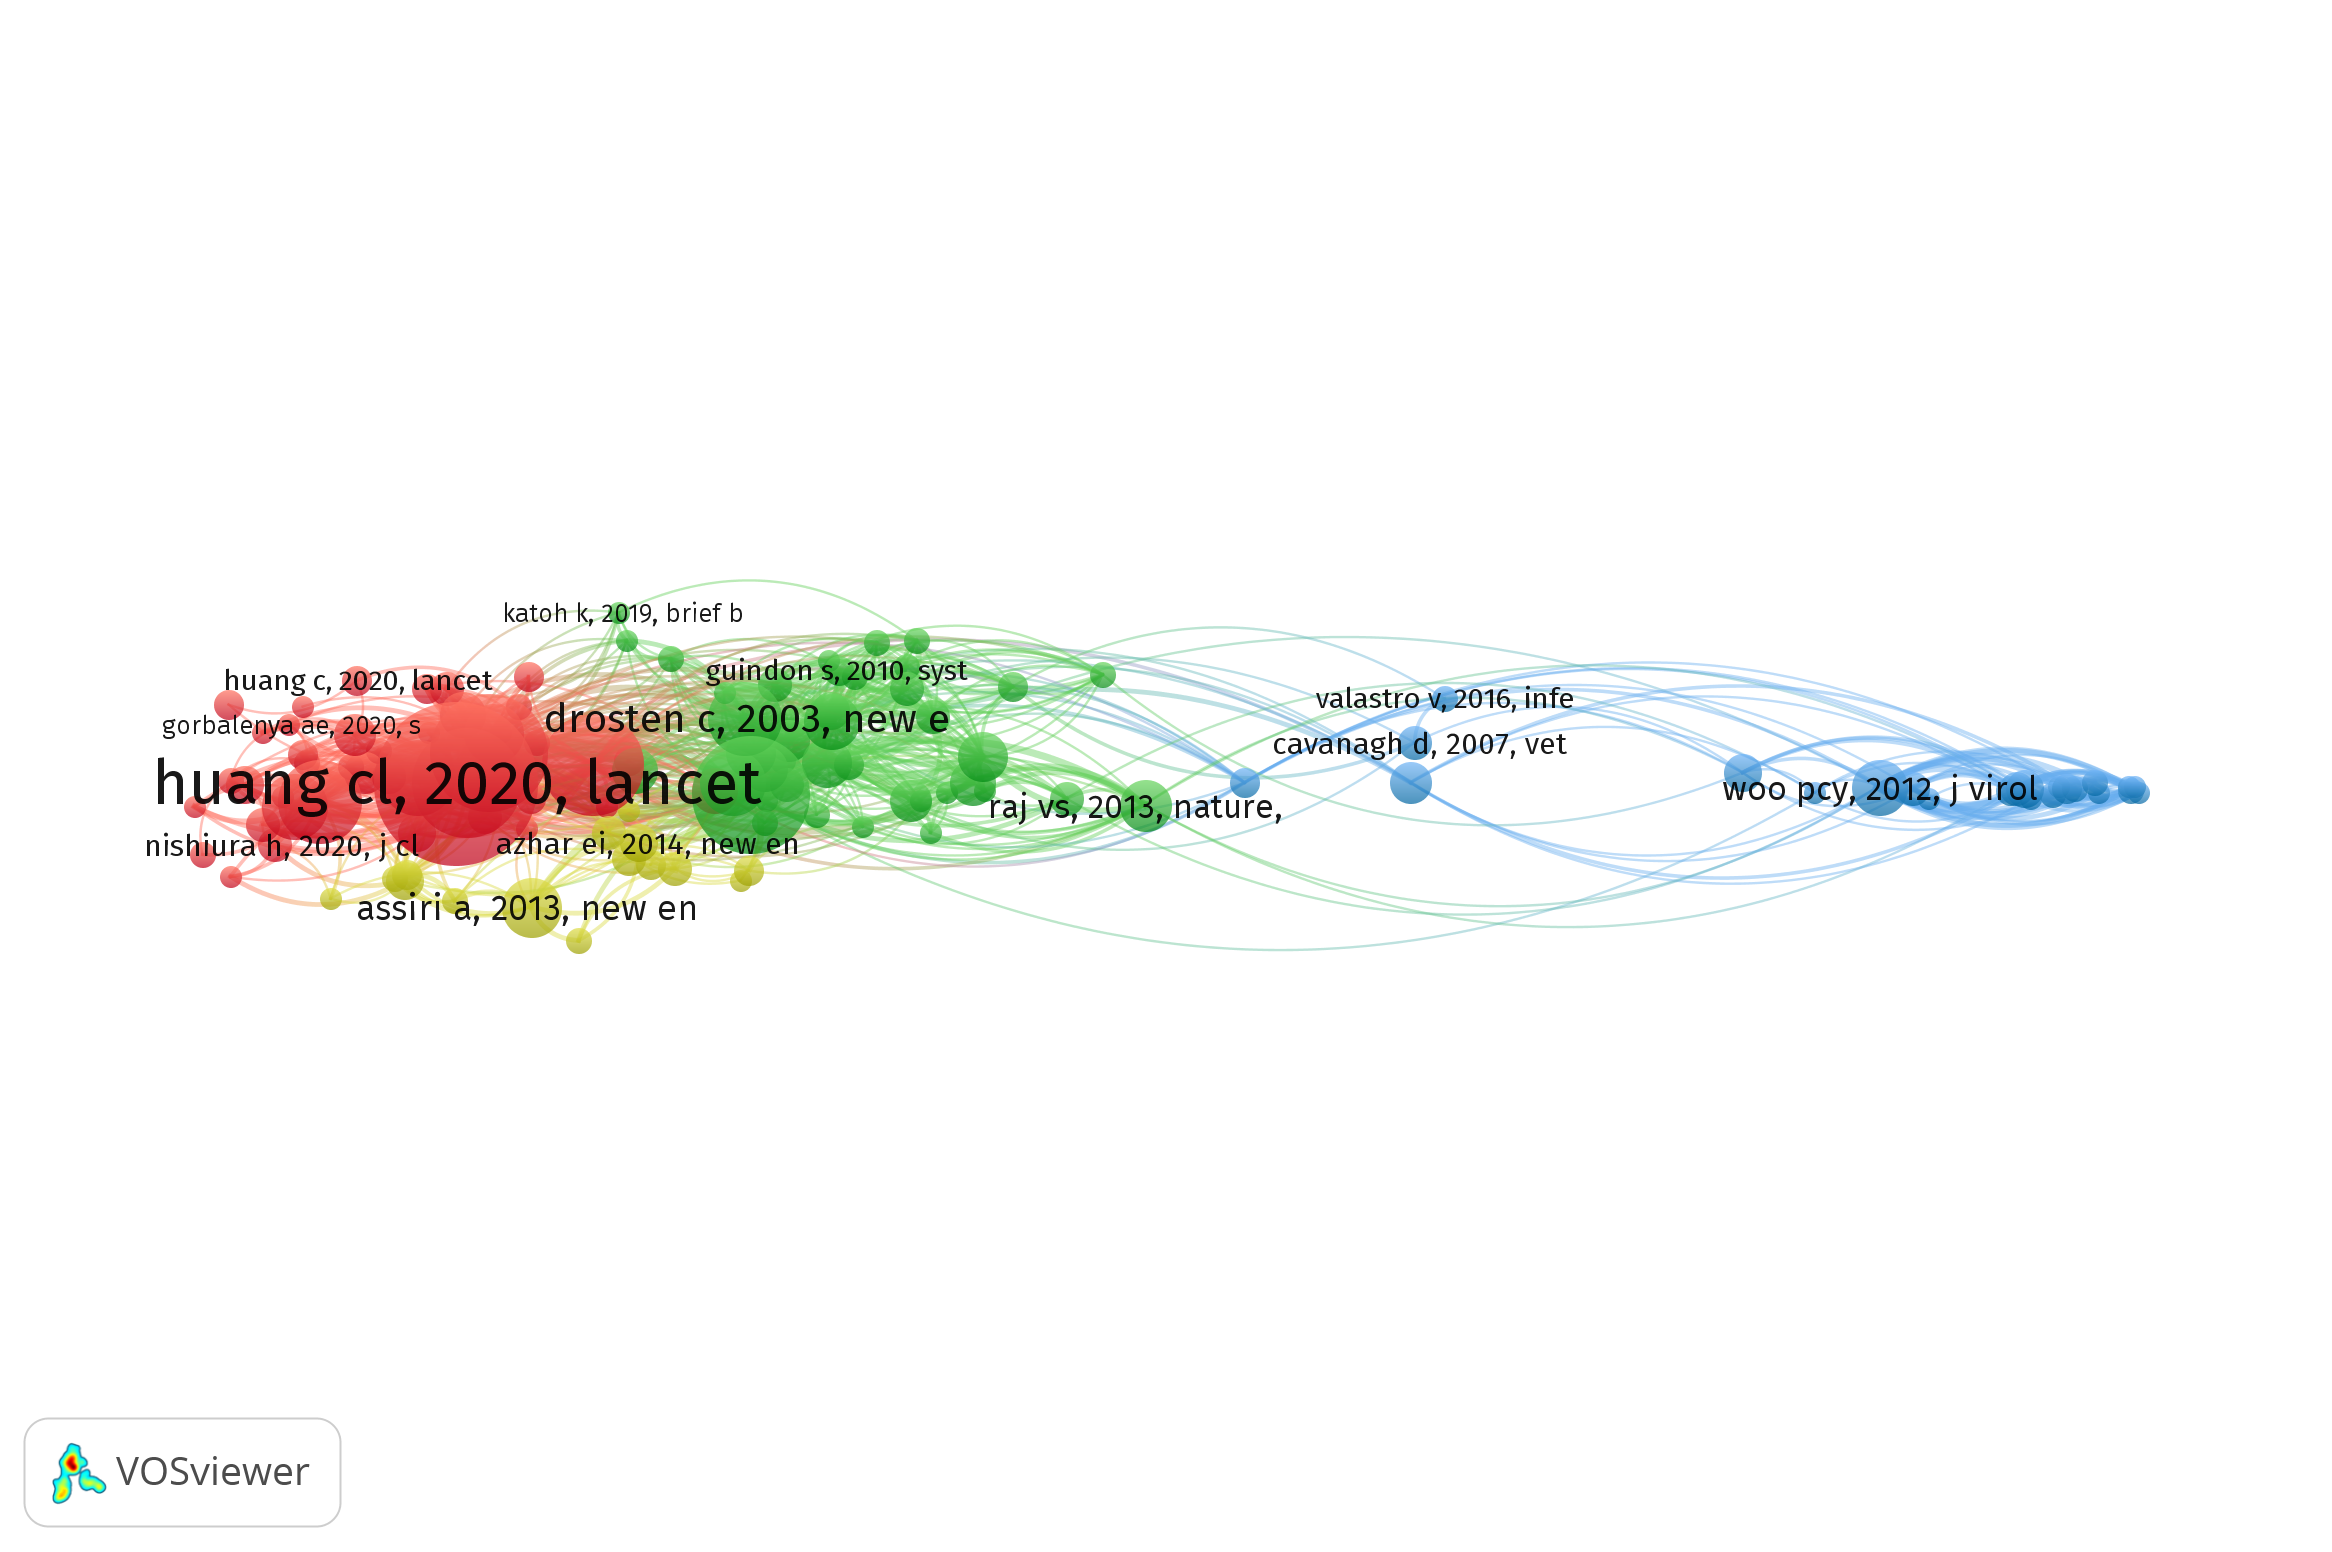 katoh k, 2019, brief b
huang c, 2020, lancet
guindon s, 2010, syst
valastro v, 2016, infe
gorbalenya ae, 2020, s
drosten c, 2003, new e
cavanagh d, 2007, vet
huang cl, 2020, lancet
woo pcy, 2012, j virol
raj vs, 2013, nature,
nishiura h, 2020, j cl
azhar ei, 2014, new en
assiri a, 2013, new en
VOSviewer